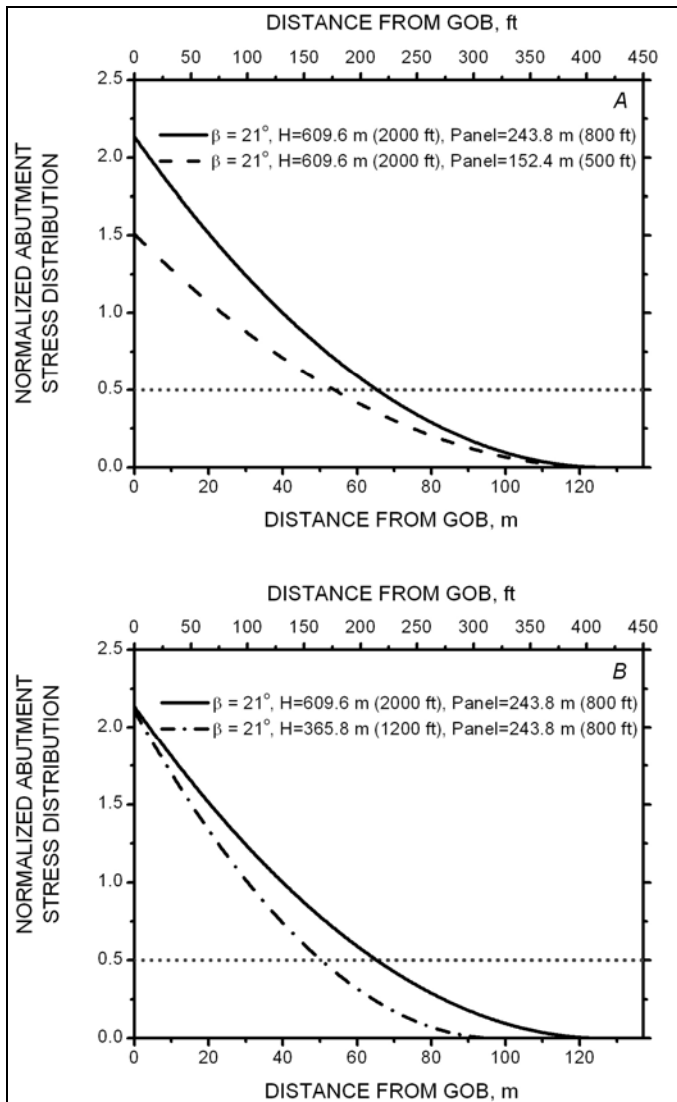 DISTANCE FROM GOB, ft
0 50 100 150 200 250 300 350 400 450
A
β = 21°, H=609.6 m (2000 ft), Panel=243.8 m (800 ft)
β = 21°, H=609.6 m (2000 ft), Panel=152.4 m (500 ft)
NORMALIZED ABUTMENT
STRESS DISTRIBUTION
2.5
2.0
1.5
1.0
0.5
0.0
0 20 40 60 80 100 120
DISTANCE FROM GOB, m
DISTANCE FROM GOB, ft
0 50 100 150 200 250 300 350 400 450
B
β = 21°, H=609.6 m (2000 ft), Panel=243.8 m (800 ft)
β = 21°, H=365.8 m (1200 ft), Panel=243.8 m (800 ft)
NORMALIZED ABUTMENT
STRESS DISTRIBUTION
2.5
2.0
1.5
1.0
0.5
0.0
0 20 40 60 80 100 120
DISTANCE FROM GOB, m